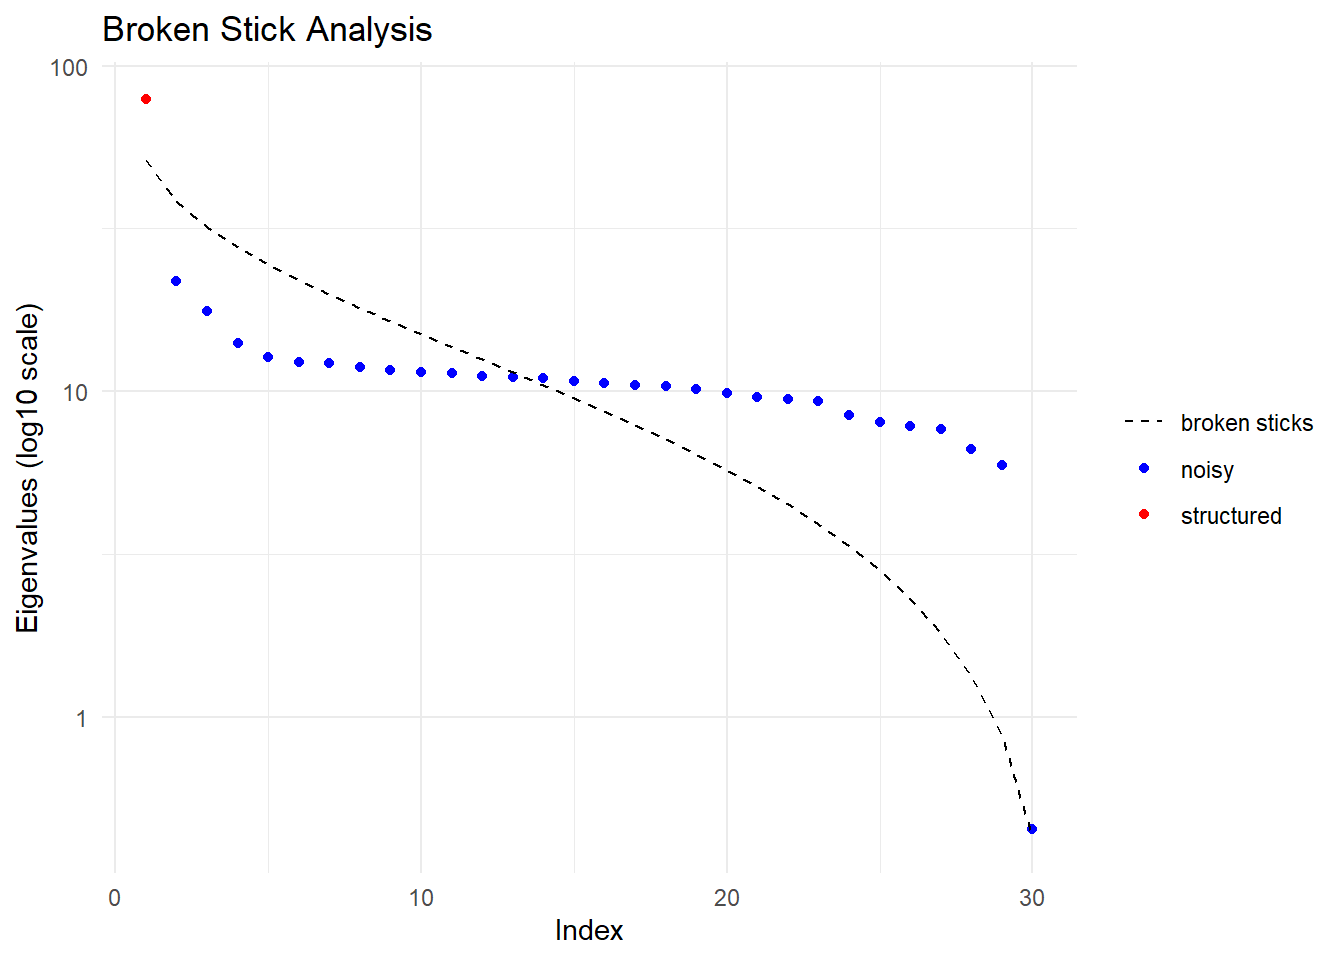 Broken Stick Analysis
100
10
1
Eigenvalues (log10 scale)
0
10
20
30
Index
broken sticks
noisy
structured